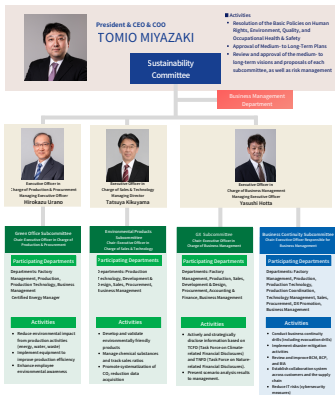 President & CEO & COO
TOMIO MIYAZAKI
Activities
• Resolution of the Basic Policies on Human
Rights, Environment, Quality, and
Occupational Health & Safety
• Approval of Medium- to Long-Term Plans
• Review and approval of the medium- to
long-term visions and proposals of each
subcommittee, as well as risk management
Sustainability
Committee
Business Management
Department
Executive Officer in
Charge of Production & Procurement
Managing Executive Officer
Hirokazu Urano
Executive Officer in
Charge of Sales & Technology
Managing Director
Tatsuya Kikuyama
Executive Officer in
Charge of Business Management
Managing Executive Officer
Yasushi Hotta
Green Office Subcommittee
Chair: Executive Officer in Charge of
Production & Procurement
Participating Departments
Departments: Factory
Management, Production,
Production Technology, Business
Management
Certified Energy Manager
Activities
• Reduce environmental impact
from production activities
(energy, water, waste)
• Implement equipment to
improve production efficiency
• Enhance employee
environmental awareness
Environmental Products
Subcommittee
Chair: Executive Officer in
Charge of Sales & Technology
Participating Departments
Departments: Production
Technology, Development &
Design, Sales, Procurement,
Business Management
Activities
• Develop and validate
environmentally friendly
products
• Manage chemical substances
and track sales ratios
• Promotecustomization of
CO₂ reduction data
acquisition
Subcommittee
Chair: Executive Officer in
Charge of Business Management
Participating Departments
Departments: Factory
Management, Production, Sales,
Development & Design,
Procurement, Accounting &
Finance, Business Management
Activities
• Actively and strategically
disclose information based on
TCFD (Task Force on Climate-
related Financial Disclosures)
and TNFD (Task Force on Nature-
related Financial Disclosures).
• Present scenario analysis results
to management.
Business Continuity Subcommittee
Chair: Executive Officer Responsible for
Business Management
Participating Departments
Departments: Factory
Management, Production,
Production Technology,
Production Coordination,
Technology Management, Sales,
Procurement, DX Promotion,
Business Management
Activities
• Conduct business continuity
drills (including evacuation drills)
• Implement disaster mitigation
activities
• Review and improve BCM, BCP,
and BIA
• Establish collaboration system
across customers and the supply
chain
• Reduce IT risks (cybersecurity
measures)